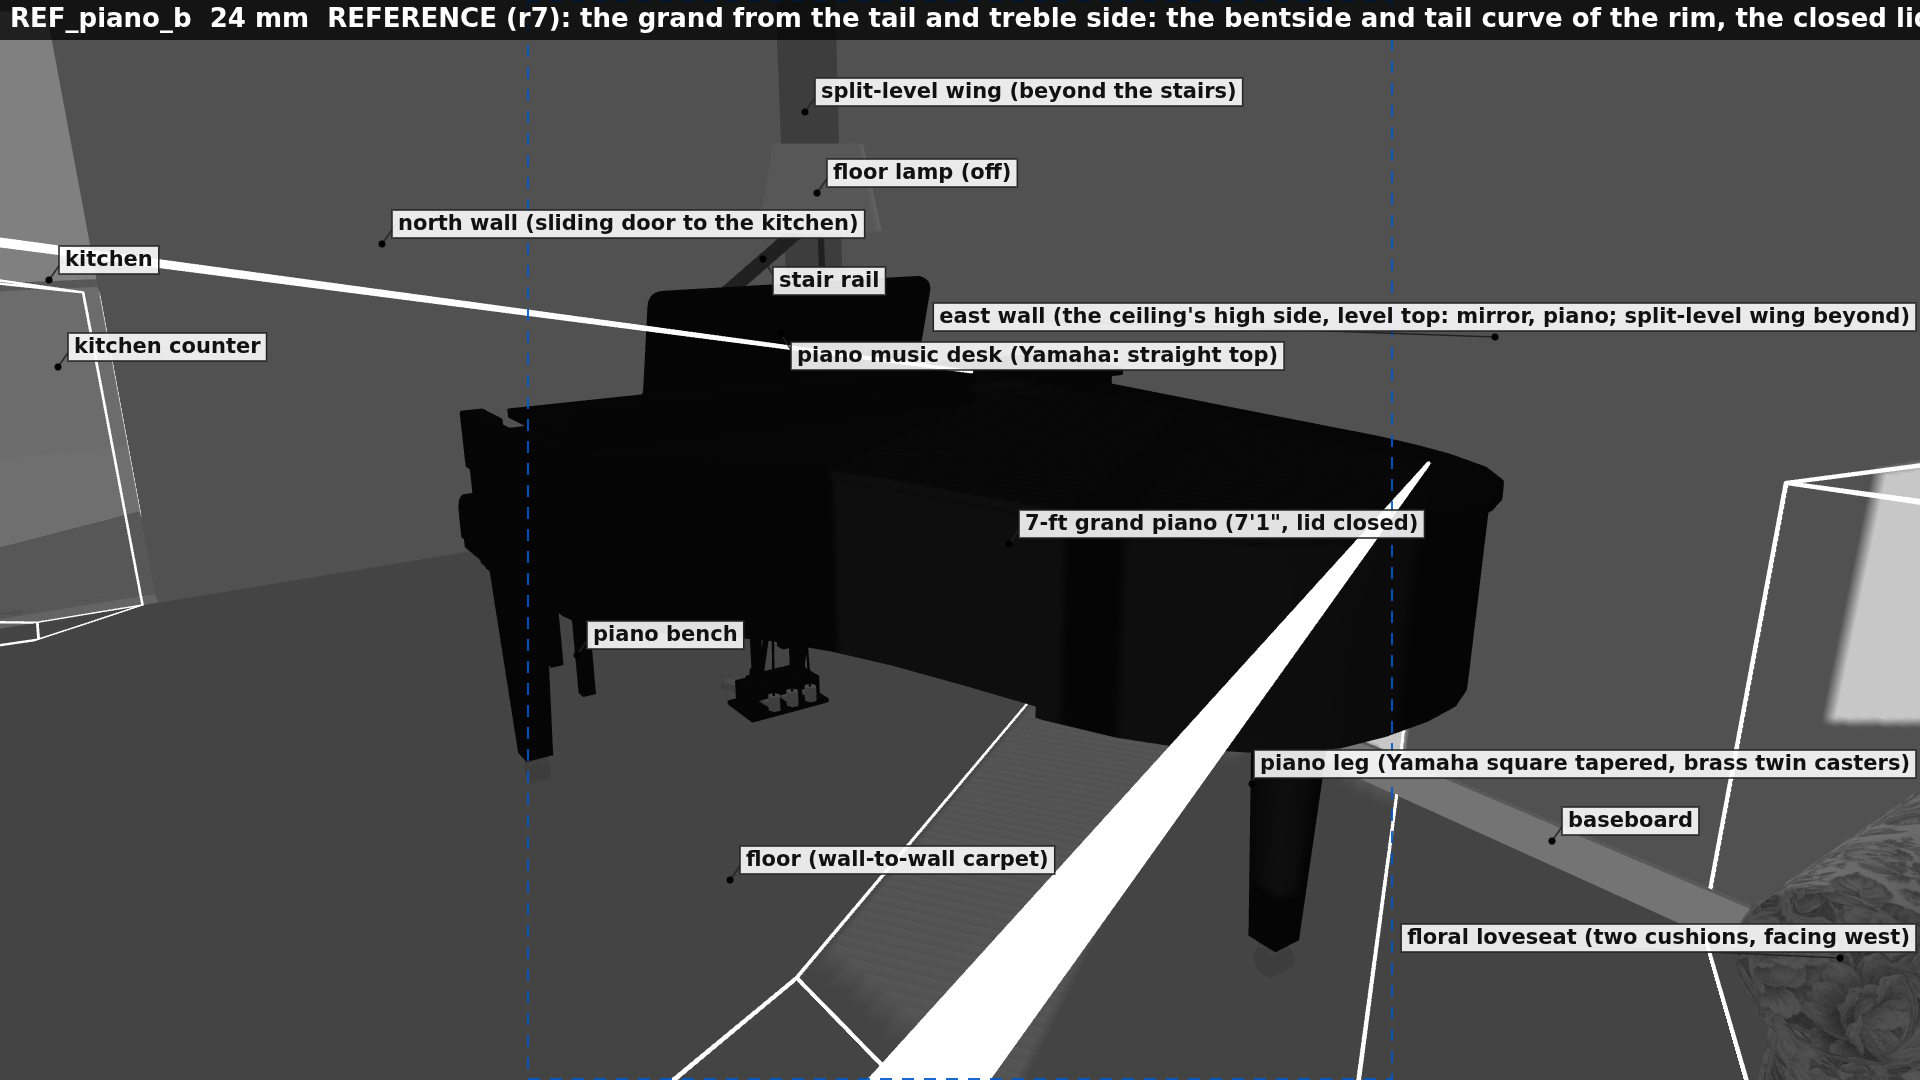 REF_piano_b 24 mm REFERENCE (r7): the grand from the tail and treble side: the bentside and tail curve of the rim, the closed
split-level wing (beyond the stairs)
floor lamp (off)
north wall (sliding door to the kitchen)
kitchen
stair rail
east wall (the ceiling's high side, level top: mirror, piano; split-level wing beyond)
kitchen counter
piano music desk (Yamaha: straight top)
7-ft grand piano (7'1", lid closed)
piano bench
piano leg (Yamaha square tapered, brass twin casters)
baseboard
floor (wall-to-wall carpet)
floral loveseat (two cushions, facing west)